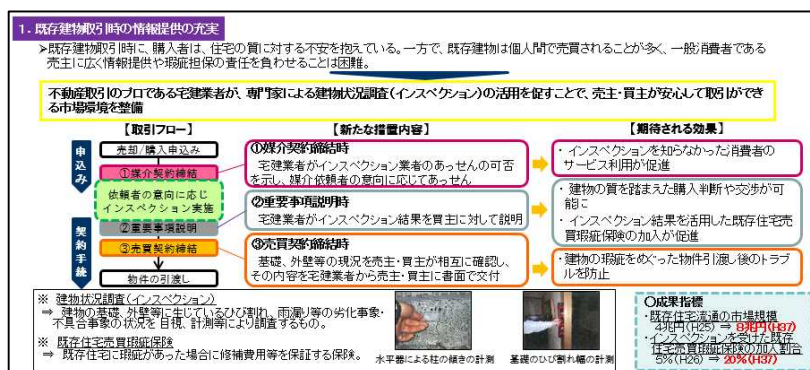 1. 既存建物取引時の情報提供の充実
➢既存建物取引時に、購入者は、住宅の質に対する不安を抱えている。一方で、既存建物は個人間で売買されることが多く、一般消費者である
売主に広く情報提供や瑕疵担保の責任を負わせることは困難。
不動産取引のプロである宅建業者が、専門家による建物状況調査(インスペクション)の活用を促すことで、売主・買主が安心して取引ができ
る市場環境を整備
【取引フロー】
【新たな措置内容】
【期待される効果】
申込み
売却/購入申込み
①媒介契約締結
依頼者の意向に応じ
インスペクション実施
契約手続
②重要事項説明
③売買契約締結
物件の引渡し
①媒介契約締結時
宅建業者がインスペクション業者のあっせんの可否
を示し、媒介依頼者の意向に応じてあっせん
②重要事項説明時
宅建業者がインスペクション結果を買主に対して説明
③売買契約締結時
基礎、外壁等の現況を売主・買主が相互に確認し、
その内容を宅建業者から売主・買主に書面で交付
・インスペクションを知らなかった消費者の
サービス利用が促進
・建物の質を踏まえた購入判断や交渉が可
能に
・インスペクション結果を活用した既存住宅売
買瑕疵保険の加入が促進
・建物の瑕疵をめぐった物件引渡し後のトラブ
ルを防止
※ 建物状況調査(インスペクション)
⇒ 建物の基礎、外壁等に生じているひび割れ、雨漏り等の劣化事象・
不具合事象の状況を目視、計測等により調査するもの。
※ 既存住宅売買瑕疵保険
⇒ 既存住宅に瑕疵があった場合に修補費用等を保証する保険。
水平器による柱の傾きの計測
基礎のひび割れ幅の計測
〇成果指標
・既存住宅流通の市場規模
4兆円(H25) ⇒ 8兆円(H37)
・インスペクションを受けた既存
住宅売買瑕疵保険の加入割合
5%(H26) ⇒ 20%(H37)